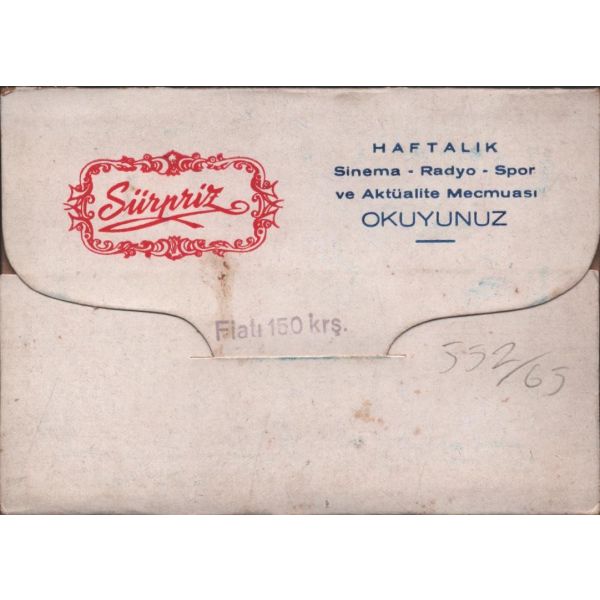 Sürpriz
HAFTALIK
Sinema - Radyo - Spor
ve Aktüalite Mecmuası
OKUYUNUZ
Fiatı 150 krş.
552/65